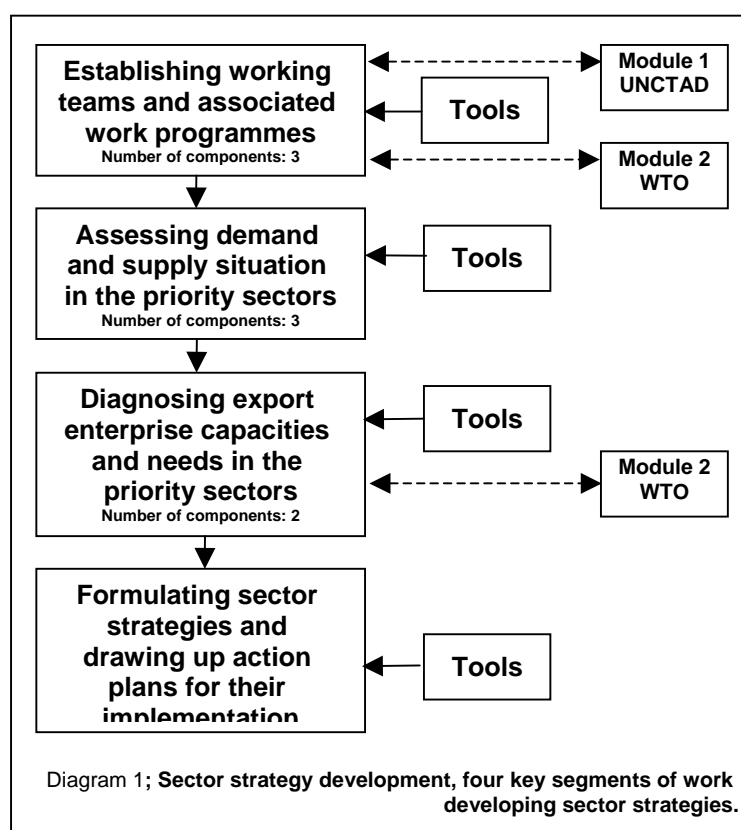 Establishing working
teams and associated
work programmes
Number of components: 3
Tools
Module 1
UNCTAD
Module 2
WTO
Assessing demand
and supply situation
in the priority sectors
Number of components: 3
Tools
Diagnosing export
enterprise capacities
and needs in the
priority sectors
Number of components: 2
Tools
Module 2
WTO
Formulating sector
strategies and
drawing up action
plans for their
implementation
Tools
Diagram 1; Sector strategy development, four key segments of work
developing sector strategies.